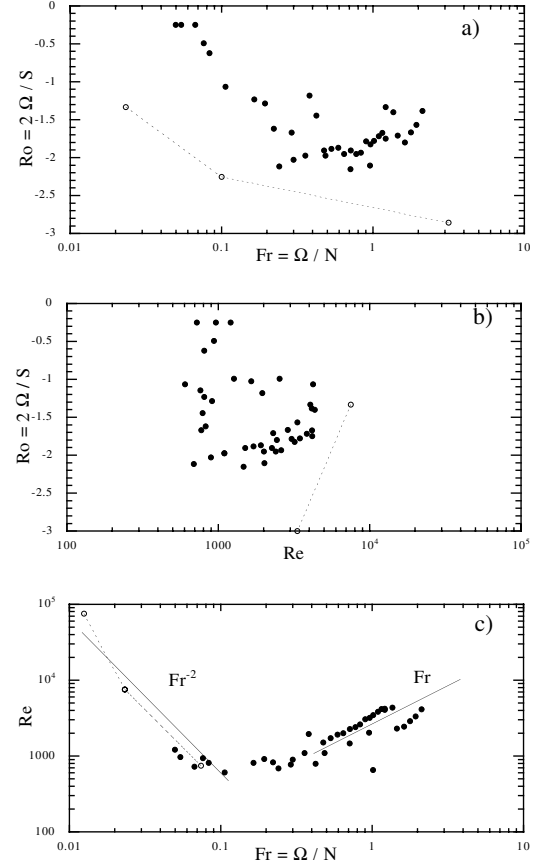 a)
0
-0.5
-1
-1.5
-2
-2.5
-3
Ro = 2 Ω / S
0.01 0.1 1 10
Fr = Ω / N
b)
0
-0.5
-1
-1.5
-2
-2.5
-3
Ro = 2 Ω / S
100 1000 10⁴ 10⁵
Re
c)
10⁵
10⁴
1000
100
Re
Fr⁻²
Fr
0.01 0.1 1 10
Fr = Ω / N